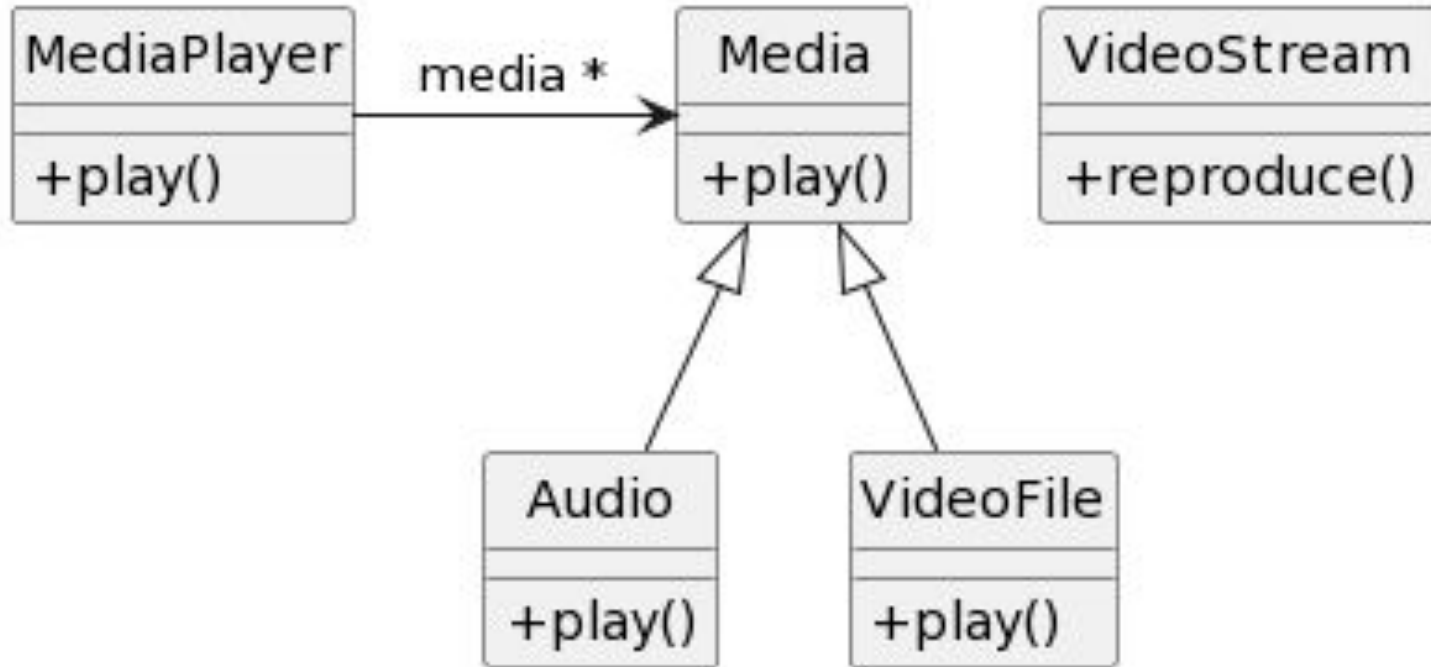 MediaPlayer
+play()
media *
Media
+play()
VideoStream
+reproduce()
Audio
+play()
VideoFile
+play()